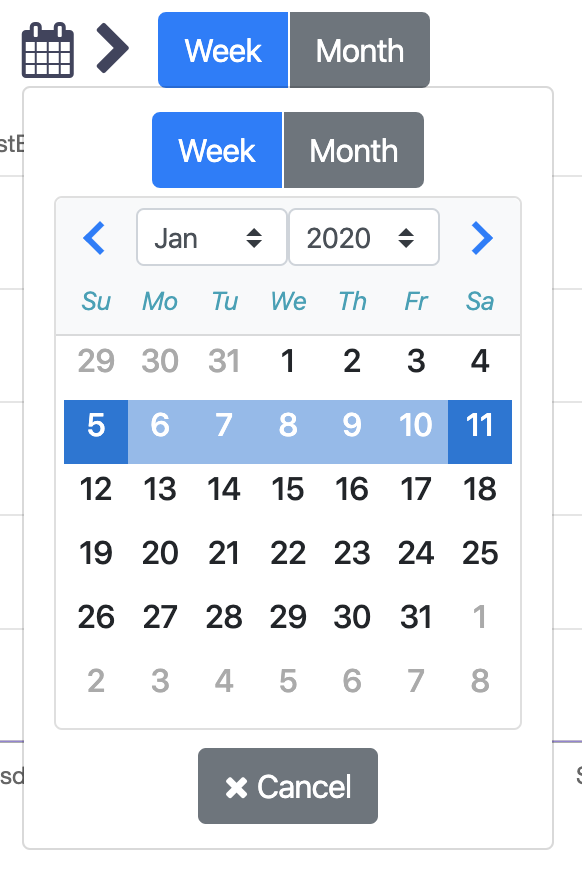 Week Month
stE
Week Month
Jan 2020
Su Mo Tu We Th Fr Sa
29 30 31 1 2 3 4
5 6 7 8 9 10 11
12 13 14 15 16 17 18
19 20 21 22 23 24 25
26 27 28 29 30 31 1
2 3 4 5 6 7 8
sd
Cancel